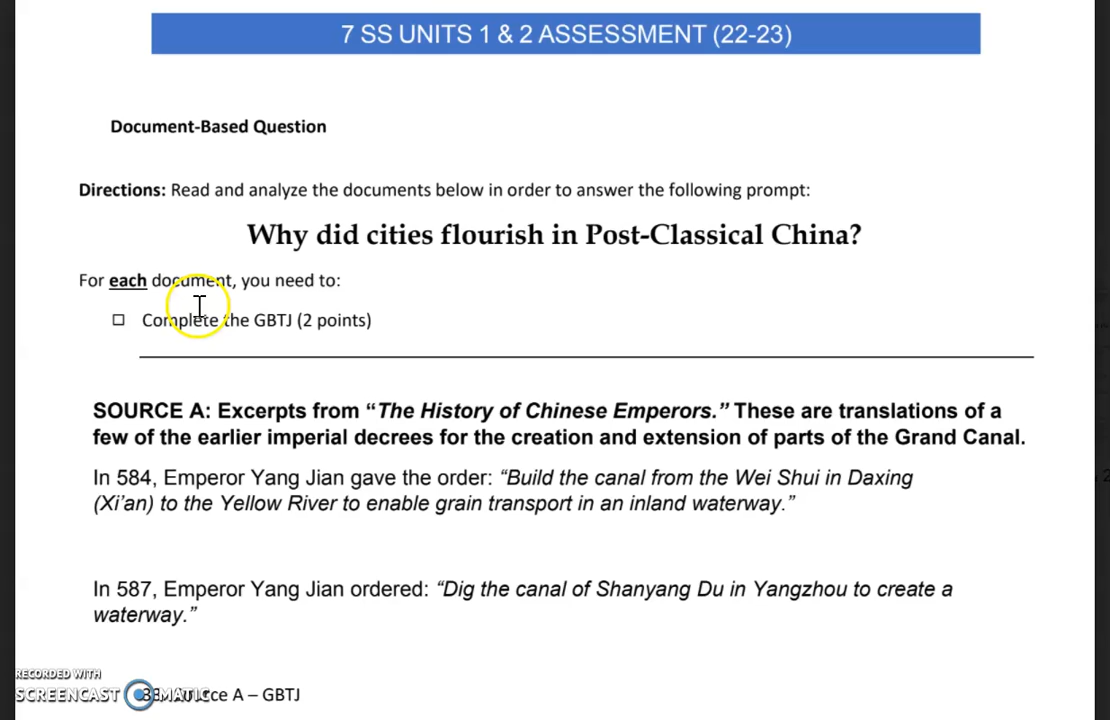 7 SS UNITS 1 & 2 ASSESSMENT (22-23)
Document-Based Question
Directions: Read and analyze the documents below in order to answer the following prompt:
Why did cities flourish in Post-Classical China?
For each document, you need to:
Complete the GBTJ (2 points)
SOURCE A: Excerpts from “The History of Chinese Emperors.” These are translations of a
few of the earlier imperial decrees for the creation and extension of parts of the Grand Canal.
In 584, Emperor Yang Jian gave the order: “Build the canal from the Wei Shui in Daxing
(Xi’an) to the Yellow River to enable grain transport in an inland waterway.”
In 587, Emperor Yang Jian ordered: “Dig the canal of Shanyang Du in Yangzhou to create a
waterway.”
RECORDED WITH
SCREENCAST MATIC
A – GBTJ